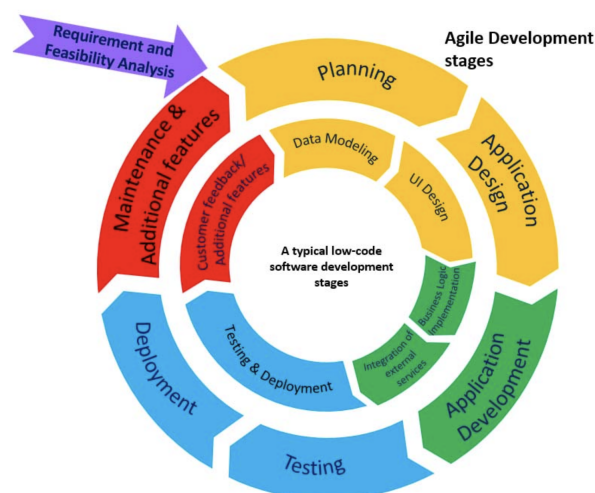 Requirement and
Feasibility Analysis
Agile Development
stages
Planning
Application
Design
Application
Development
Testing
Deployment
Maintenance &
Additional features
Data Modeling
UI Design
Business Logic
Implementation
Integration of
external
services
Testing & Deployment
Customer feedback/
Additional features
A typical low-code
software development
stages